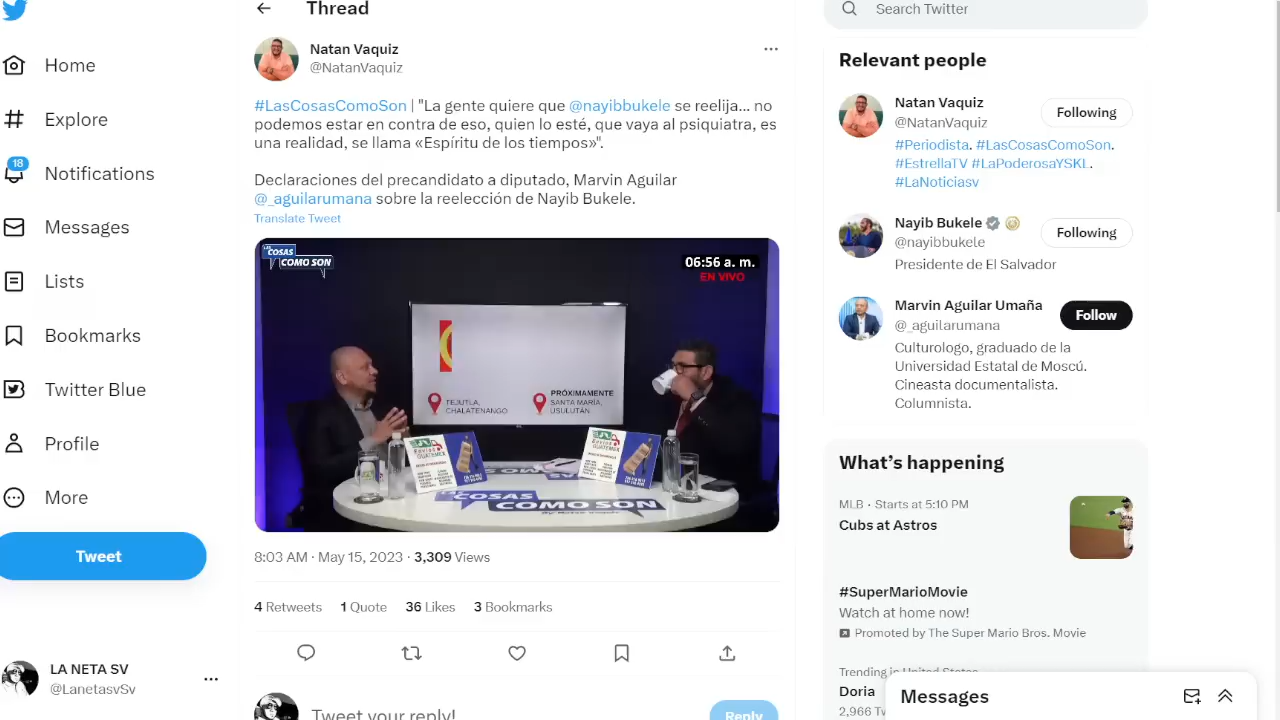 Home
Explore
18
Notifications
Messages
Lists
Bookmarks
Twitter Blue
Profile
More
Tweet
LA NETA SV
@LanetasvSv
Thread
Natan Vaquiz
@NatanVaquiz
#LasCosasComoSon | "La gente quiere que @nayibbukele se reelija... no
podemos estar en contra de eso, quien lo esté, que vaya al psiquiatra, es
una realidad, se llama «Espíritu de los tiempos»".
Declaraciones del precandidato a diputado, Marvin Aguilar
@_aguilarumana sobre la reelección de Nayib Bukele.
Translate Tweet
LAS COSAS
COMO SON
06:56 a. m.
EN VIVO
TEJUTLA,
CHALATENANGO
PRÓXIMAMENTE
SANTA MARÍA,
USULUTÁN
COSAS
COMO SON
8:03 AM · May 15, 2023 · 3,309 Views
4 Retweets 1 Quote 36 Likes 3 Bookmarks
Tweet your reply!
Reply
Search Twitter
Relevant people
Natan Vaquiz
@NatanVaquiz
Following
#Periodista. #LasCosasComoSon.
#EstrellaTV #LaPoderosaYSKL.
#LaNoticiasv
Nayib Bukele
@nayibbukele
Following
Presidente de El Salvador
Marvin Aguilar Umaña
@_aguilarumana
Follow
Culturologo, graduado de la
Universidad Estatal de Moscú.
Cineasta documentalista.
Columnista.
What's happening
MLB · Starts at 5:10 PM
Cubs at Astros
#SuperMarioMovie
Watch at home now!
Promoted by The Super Mario Bros. Movie
Trending in United States
Doria
2,966 Tw
Messages